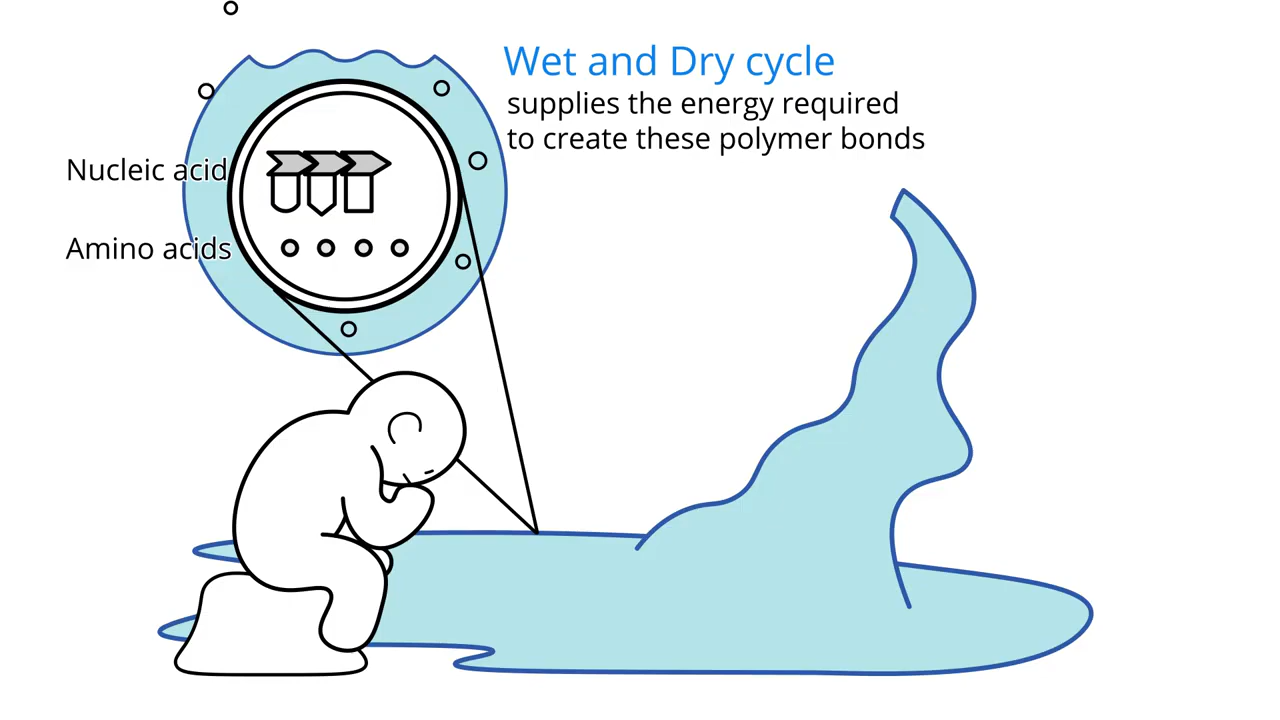 Wet and Dry cycle
supplies the energy required
to create these polymer bonds
Nucleic acid
Amino acids